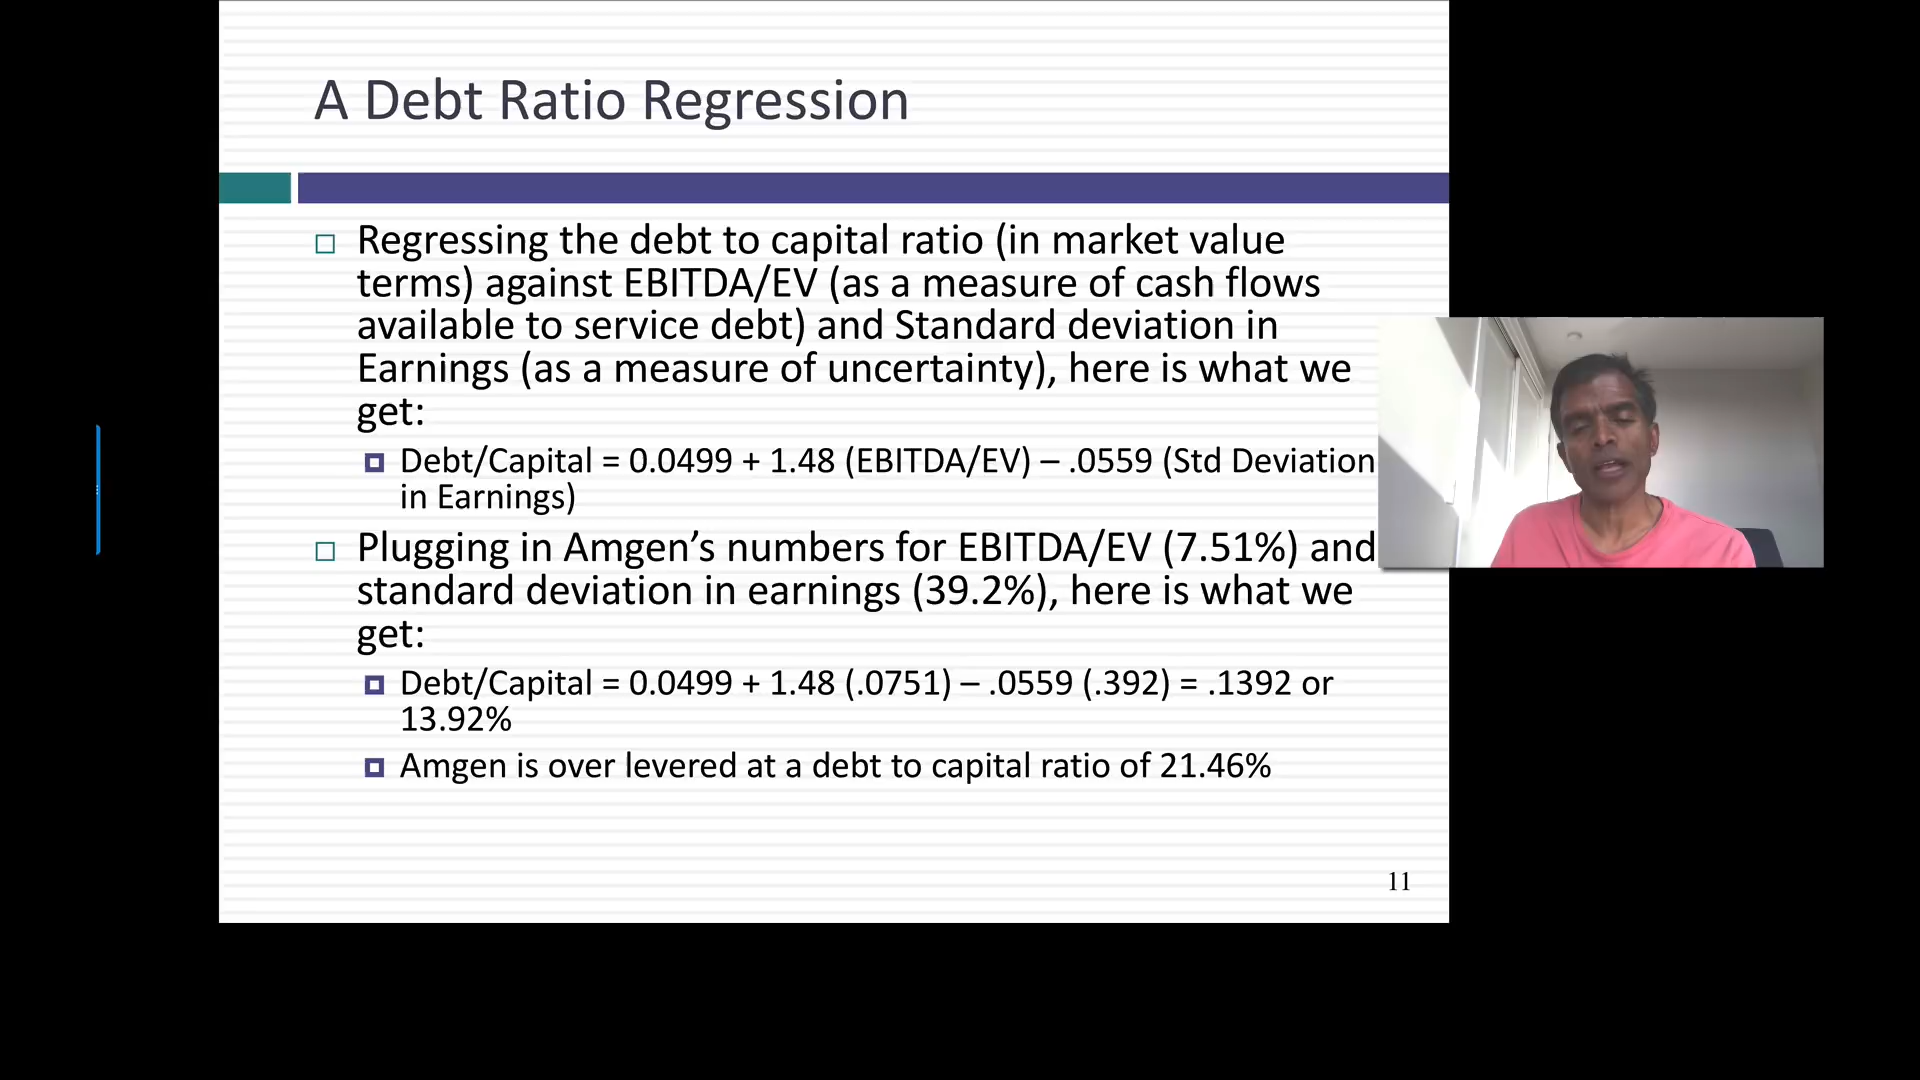 A Debt Ratio Regression
Regressing the debt to capital ratio (in market value
terms) against EBITDA/EV (as a measure of cash flows
available to service debt) and Standard deviation in
Earnings (as a measure of uncertainty), here is what we
get:
Debt/Capital = 0.0499 + 1.48 (EBITDA/EV) – .0559 (Std Deviation
in Earnings)
Plugging in Amgen’s numbers for EBITDA/EV (7.51%) and
standard deviation in earnings (39.2%), here is what we
get:
Debt/Capital = 0.0499 + 1.48 (.0751) – .0559 (.392) = .1392 or
13.92%
Amgen is over levered at a debt to capital ratio of 21.46%
11